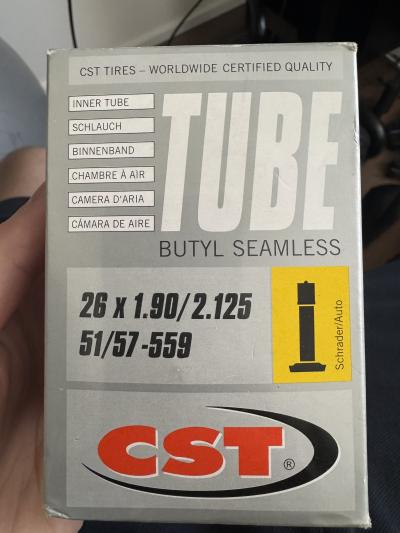 CST TIRES – WORLDWIDE CERTIFIED QUALITY
INNER TUBE
SCHLAUCH
BINNENBAND
CHAMBRE À AÌR
CAMERA D'ARIA
CÁMARA DE AIRE
TUBE
BUTYL SEAMLESS
26 x 1.90/2.125
51/57-559
Schrader/Auto
CST®